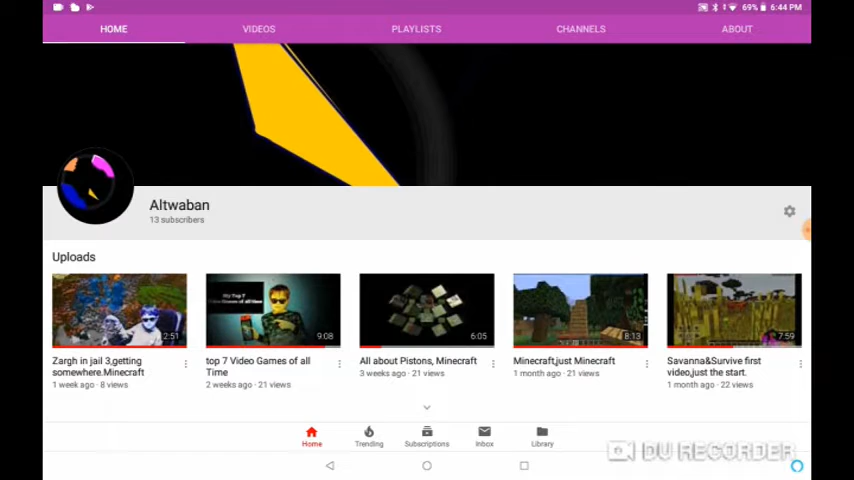 69% 6:44 PM
HOME VIDEOS PLAYLISTS CHANNELS ABOUT
Altwaban
13 subscribers
Uploads
2:51 9:08 6:05 8:13 7:59
Zargh in jail 3,getting
somewhere.Minecraft
1 week ago · 8 views
top 7 Video Games of all
Time
2 weeks ago · 21 views
All about Pistons, Minecraft
3 weeks ago · 21 views
Minecraft,just Minecraft
1 month ago · 21 views
Savanna&Survive first
video,just the start.
1 month ago · 22 views
Home Trending Subscriptions Inbox Library
DU RECORDER